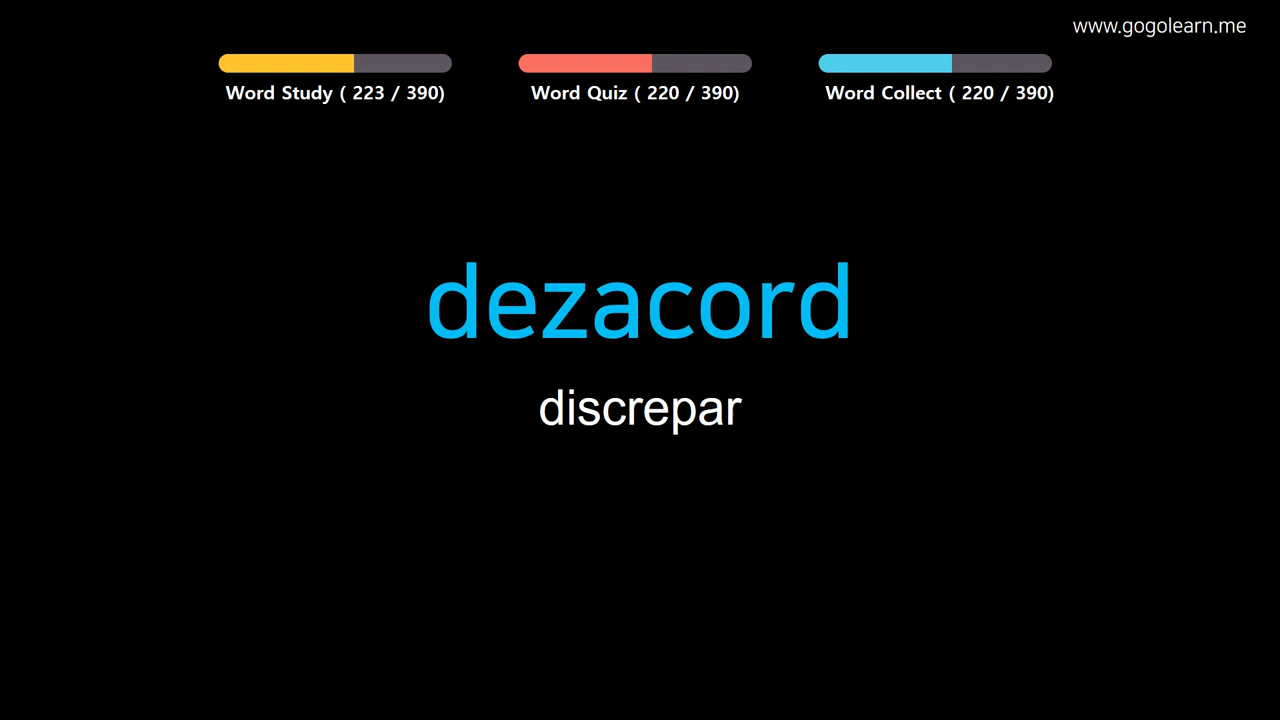 www.gogolearn.me
Word Study ( 223 / 390)
Word Quiz ( 220 / 390)
Word Collect ( 220 / 390)
dezacord
discrepar